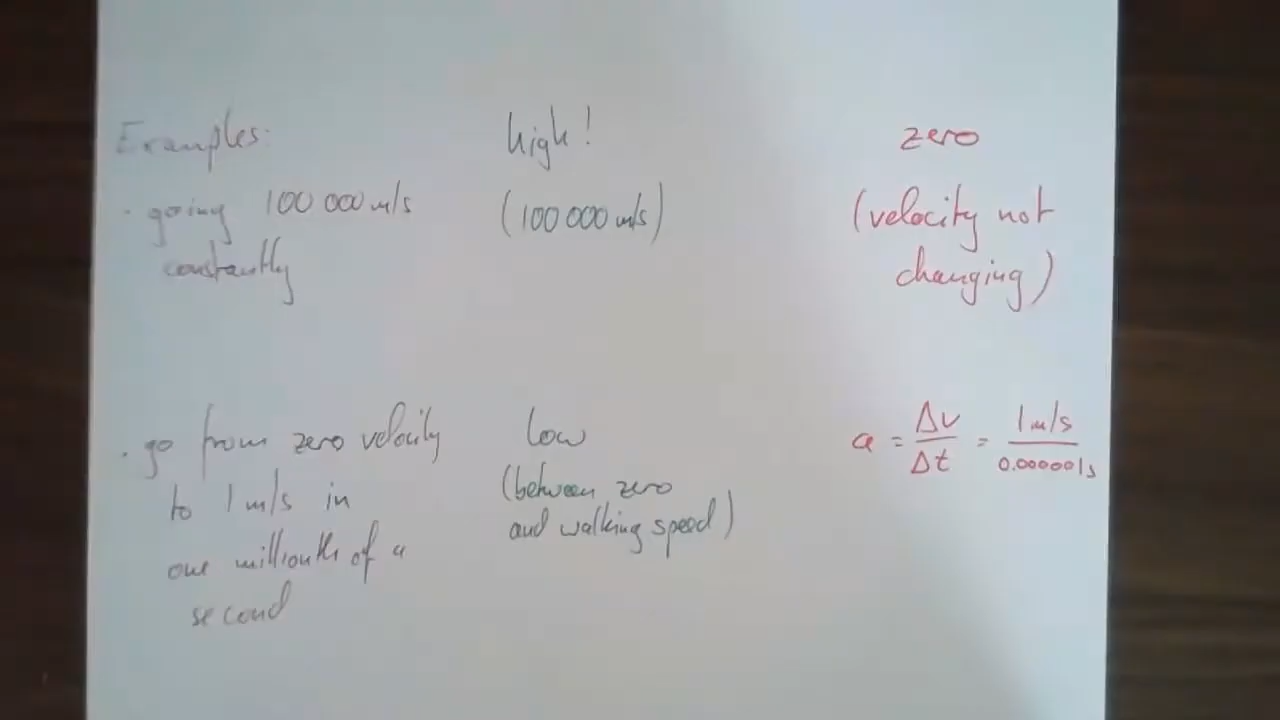 Examples:
high!
zero
· going 100 000 m/s
constantly
(100 000 m/s)
(velocity not
changing)
· go from zero velocity
to 1 m/s in
one millionth of a
second
low
(between zero
and walking speed)
a = Δv/Δt = 1 m/s / 0.000001s